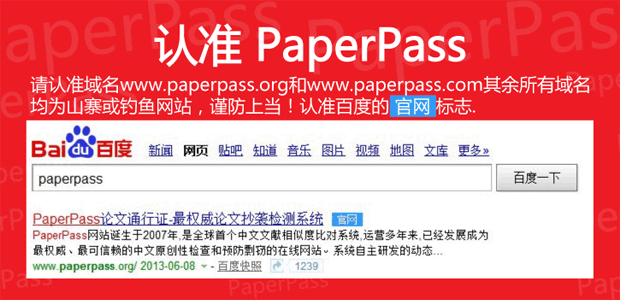 认准 PaperPass
请认准域名www.paperpass.org和www.paperpass.com其余所有域名
均为山寨或钓鱼网站，谨防上当！认准百度的 官网 标志.
Bai du 百度 新闻 网页 贴吧 知道 音乐 图片 视频 地图 文库 更多»
paperpass 百度一下
PaperPass论文通行证-最权威论文抄袭检测系统 官网
PaperPass网站诞生于2007年,是全球首个中文文献相似度比对系统,运营多年来,已经发展成为
最权威、最可信赖的中文原创性检查和预防剽窃的在线网站。系统自主研发的动态...
www.paperpass.org/ 2013-06-08 - 百度快照 1239